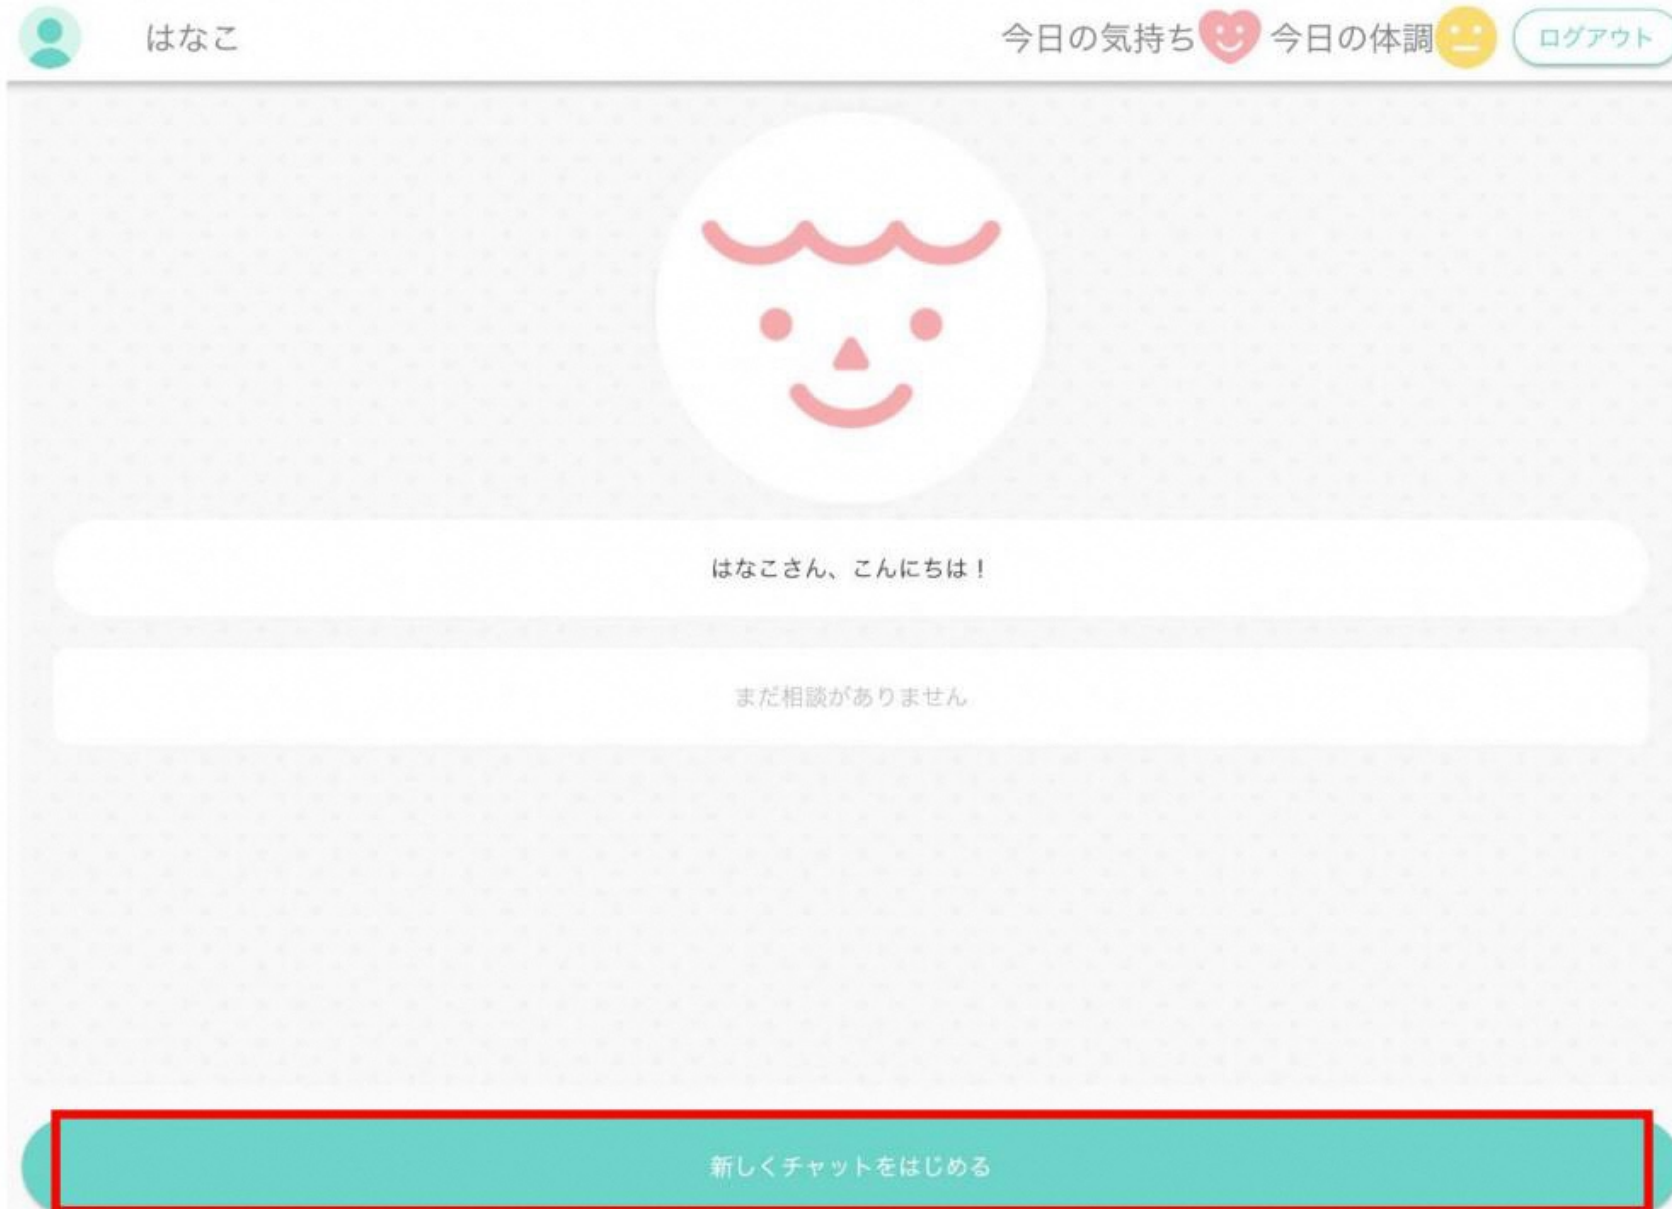 はなこ
今日の気持ち 今日の体調 ログアウト
はなこさん、こんにちは！
まだ相談がありません
新しくチャットをはじめる